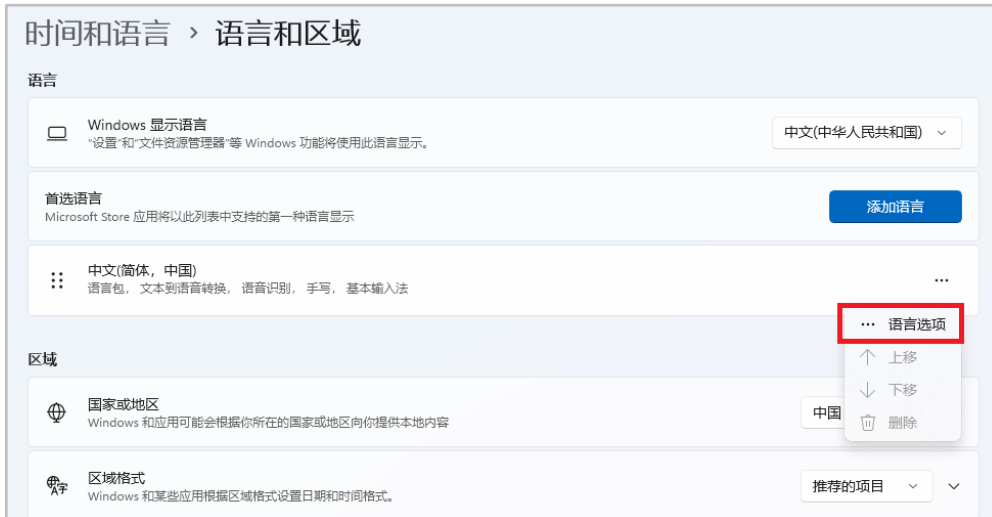 时间和语言 › 语言和区域
语言
Windows 显示语言
"设置"和"文件资源管理器"等 Windows 功能将使用此语言显示。
中文(中华人民共和国)
首选语言
Microsoft Store 应用将以此列表中支持的第一种语言显示
添加语言
中文(简体，中国)
语言包， 文本到语音转换， 语音识别， 手写， 基本输入法
...
... 语言选项
上移
下移
删除
区域
国家或地区
Windows 和应用可能会根据你所在的国家或地区向你提供本地内容
中国
区域格式
Windows 和某些应用根据区域格式设置日期和时间格式。
推荐的项目